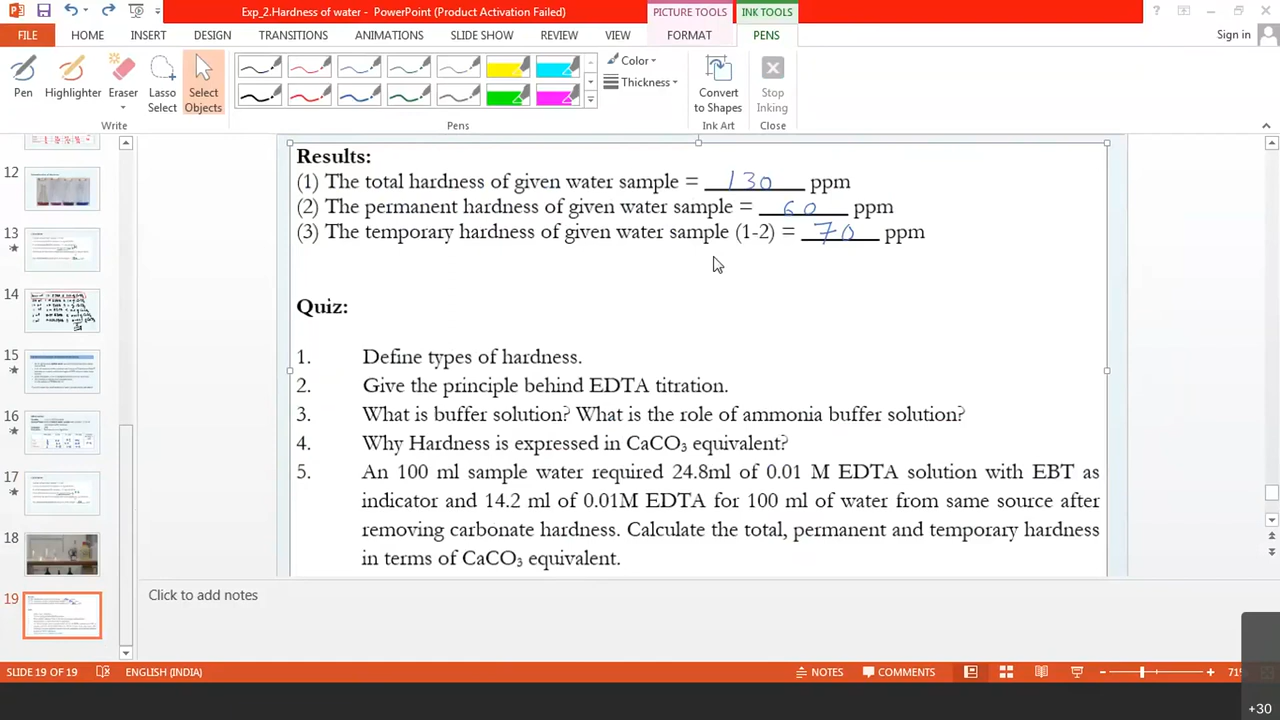 Exp_2.Hardness of water - PowerPoint (Product Activation Failed)
PICTURE TOOLS
INK TOOLS
FILE HOME INSERT DESIGN TRANSITIONS ANIMATIONS SLIDE SHOW REVIEW VIEW FORMAT PENS
Sign in
Pen Highlighter Eraser Lasso Select Select Objects
Color
Thickness
Convert to Shapes
Stop Inking
Write Pens Ink Art Close
12
13
14
15
16
17
18
19
Results:
(1) The total hardness of given water sample = 130 ppm
(2) The permanent hardness of given water sample = 60 ppm
(3) The temporary hardness of given water sample (1-2) = 70 ppm
Quiz:
1. Define types of hardness.
2. Give the principle behind EDTA titration.
3. What is buffer solution? What is the role of ammonia buffer solution?
4. Why Hardness is expressed in CaCO₃ equivalent?
5. An 100 ml sample water required 24.8ml of 0.01 M EDTA solution with EBT as
indicator and 14.2 ml of 0.01M EDTA for 100 ml of water from same source after
removing carbonate hardness. Calculate the total, permanent and temporary hardness
in terms of CaCO₃ equivalent.
Click to add notes
SLIDE 19 OF 19 ENGLISH (INDIA) NOTES COMMENTS 71%
+30